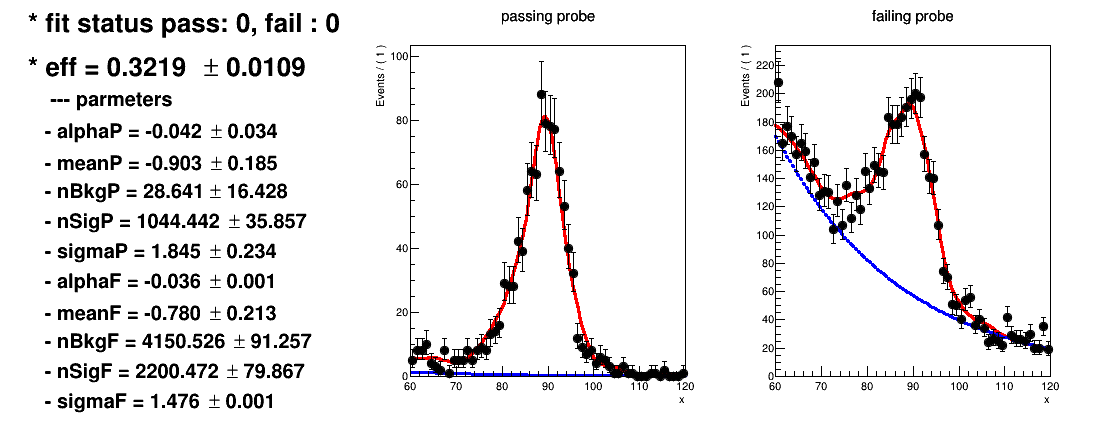 * fit status pass: 0, fail : 0
* eff = 0.3219 ± 0.0109
--- parmeters
- alphaP = -0.042 ± 0.034
- meanP = -0.903 ± 0.185
- nBkgP = 28.641 ± 16.428
- nSigP = 1044.442 ± 35.857
- sigmaP = 1.845 ± 0.234
- alphaF = -0.036 ± 0.001
- meanF = -0.780 ± 0.213
- nBkgF = 4150.526 ± 91.257
- nSigF = 2200.472 ± 79.867
- sigmaF = 1.476 ± 0.001
passing probe
Events / ( 1 )
100
80
60
40
20
0
60 70 80 90 100 110 120
x
failing probe
Events / ( 1 )
220
200
180
160
140
120
100
80
60
40
20
0
60 70 80 90 100 110 120
x